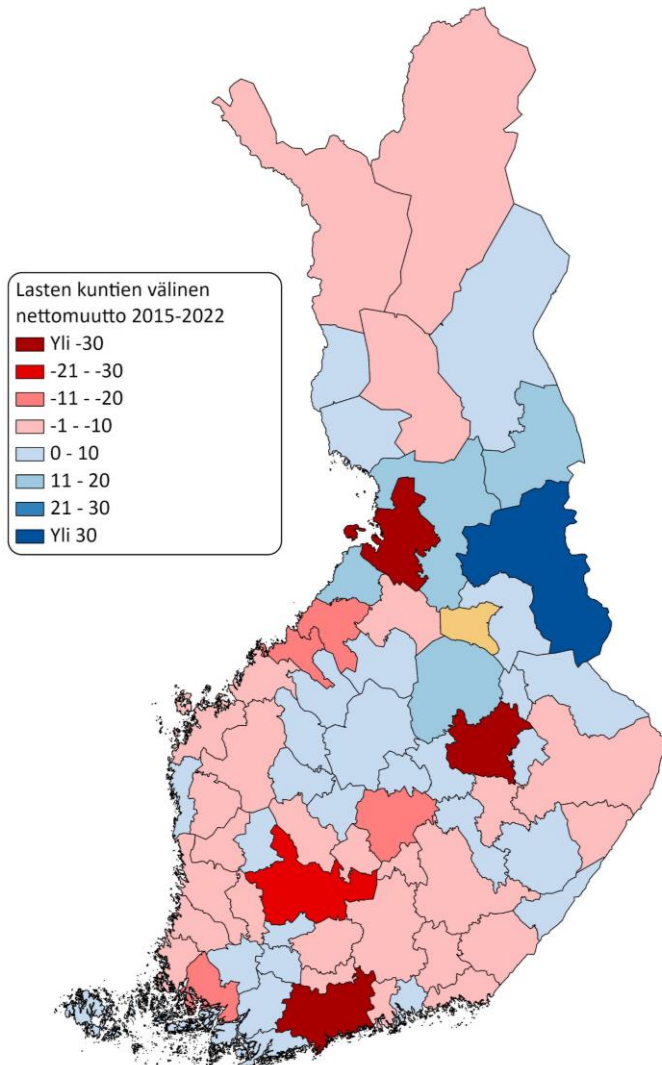 Lasten kuntien välinen
nettomuutto 2015-2022
Yli -30
-21 - -30
-11 - -20
-1 - -10
0 - 10
11 - 20
21 - 30
Yli 30